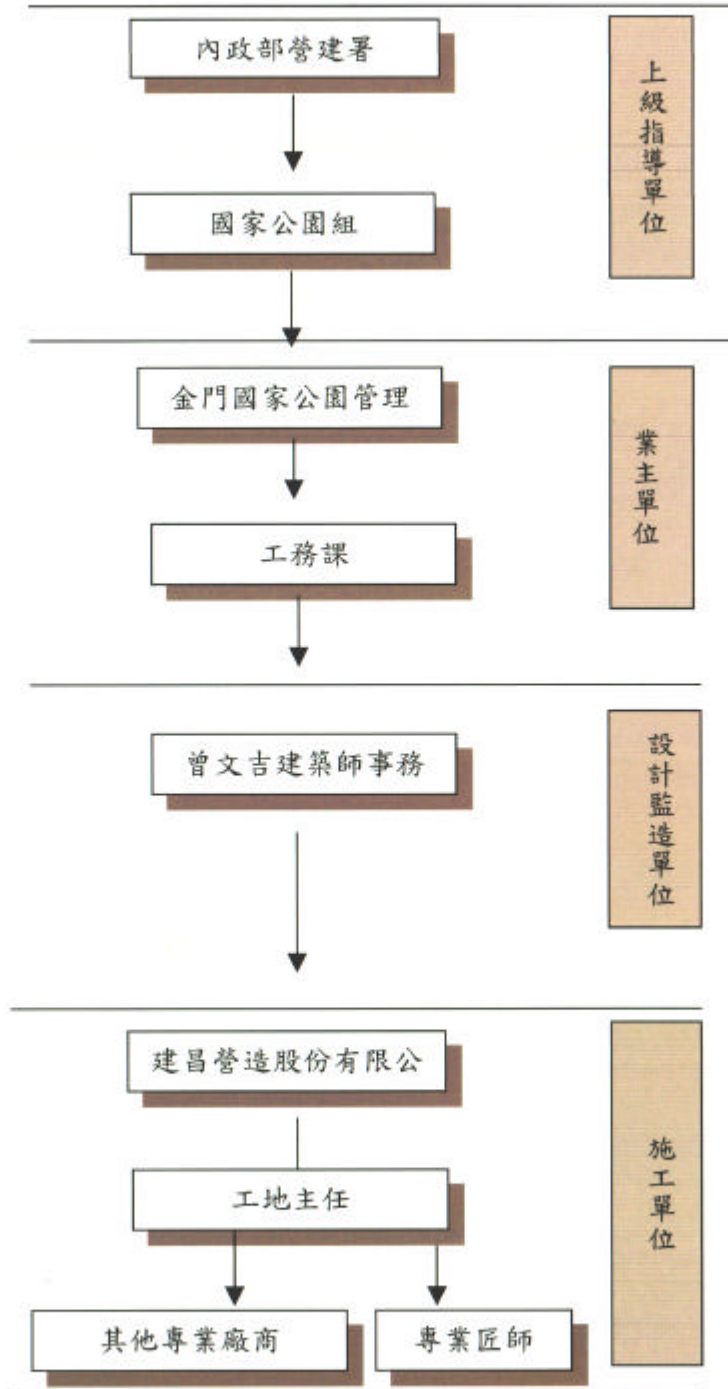 內政部營建署
上級指導單位
國家公園組
金門國家公園管理
業主單位
工務課
曾文吉建築師事務
設計監造單位
建昌營造股份有限公
施工單位
工地主任
其他專業廠商
專業匠師